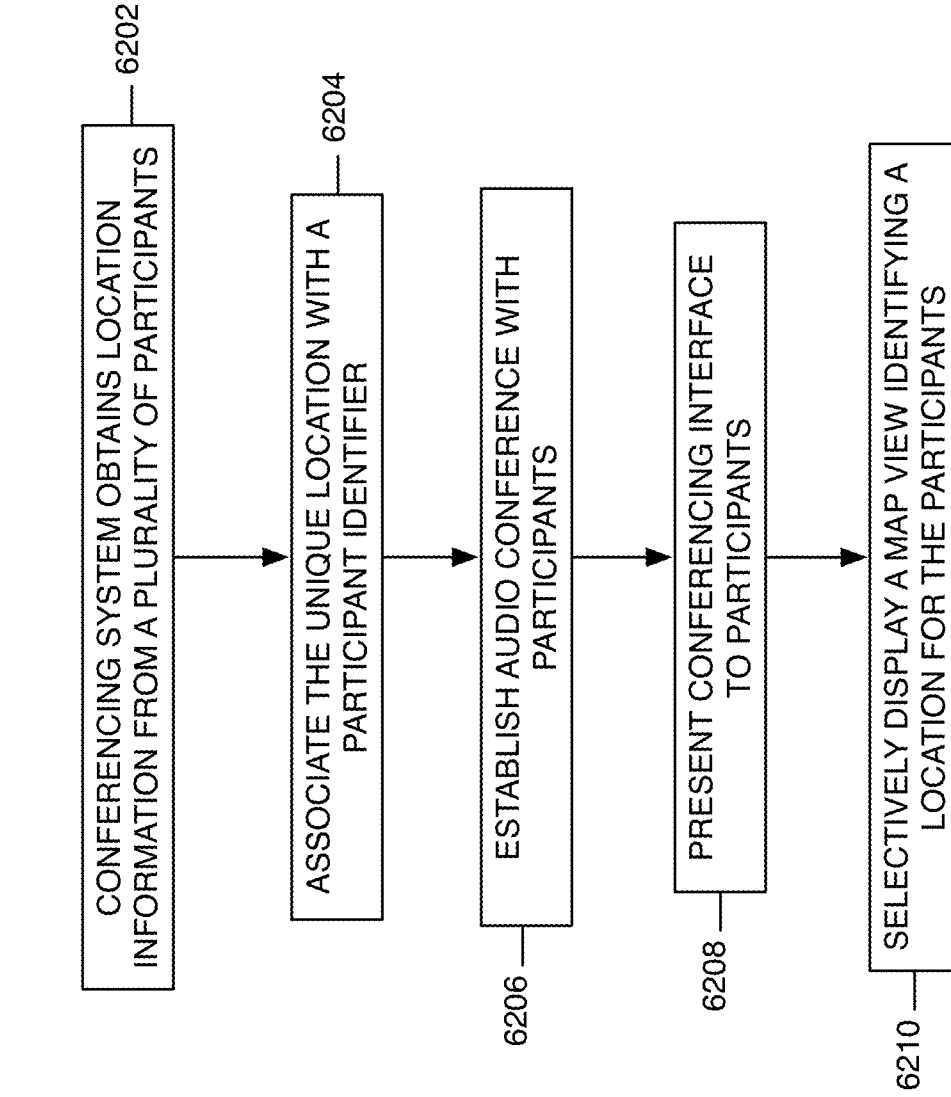 6202
CONFERENCING SYSTEM OBTAINS LOCATION
INFORMATION FROM A PLURALITY OF PARTICIPANTS
6204
ASSOCIATE THE UNIQUE LOCATION WITH A
PARTICIPANT IDENTIFIER
6206
ESTABLISH AUDIO CONFERENCE WITH
PARTICIPANTS
6208
PRESENT CONFERENCING INTERFACE
TO PARTICIPANTS
6210
SELECTIVELY DISPLAY A MAP VIEW IDENTIFYING A
LOCATION FOR THE PARTICIPANTS